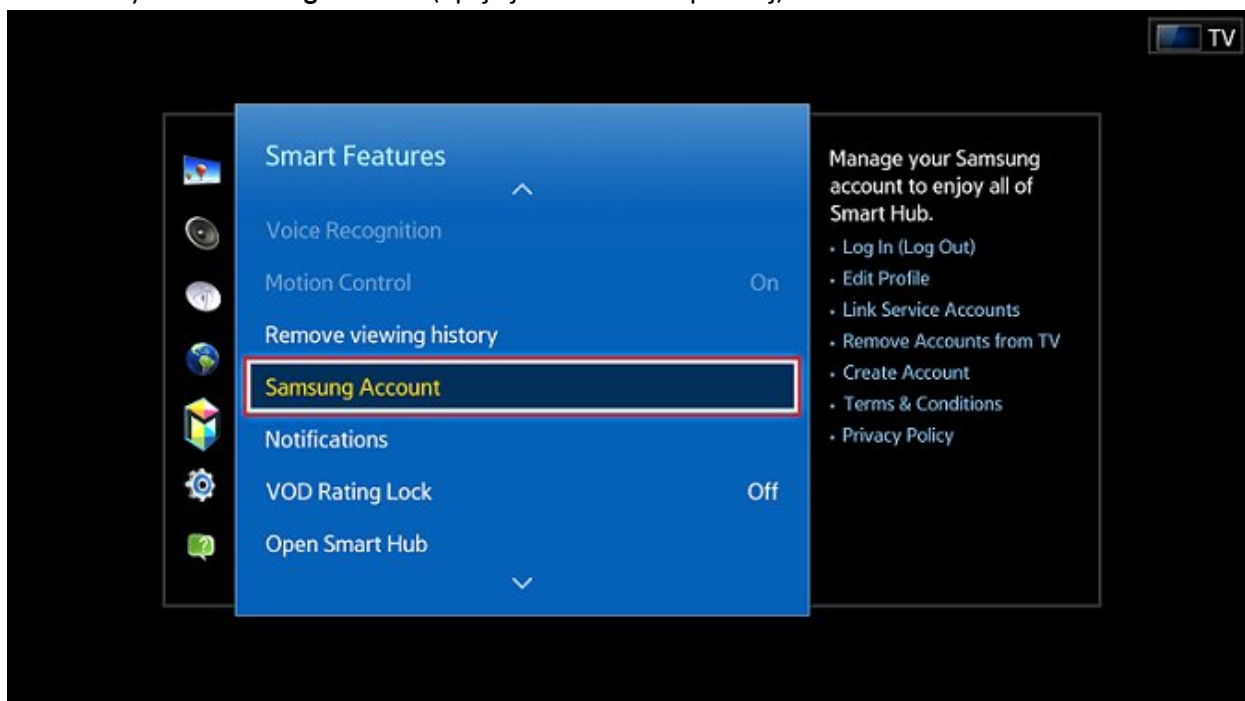 TV
Smart Features
Voice Recognition
Motion Control On
Remove viewing history
Samsung Account
Notifications
VOD Rating Lock Off
Open Smart Hub
Manage your Samsung
account to enjoy all of
Smart Hub.
• Log In (Log Out)
• Edit Profile
• Link Service Accounts
• Remove Accounts from TV
• Create Account
• Terms & Conditions
• Privacy Policy